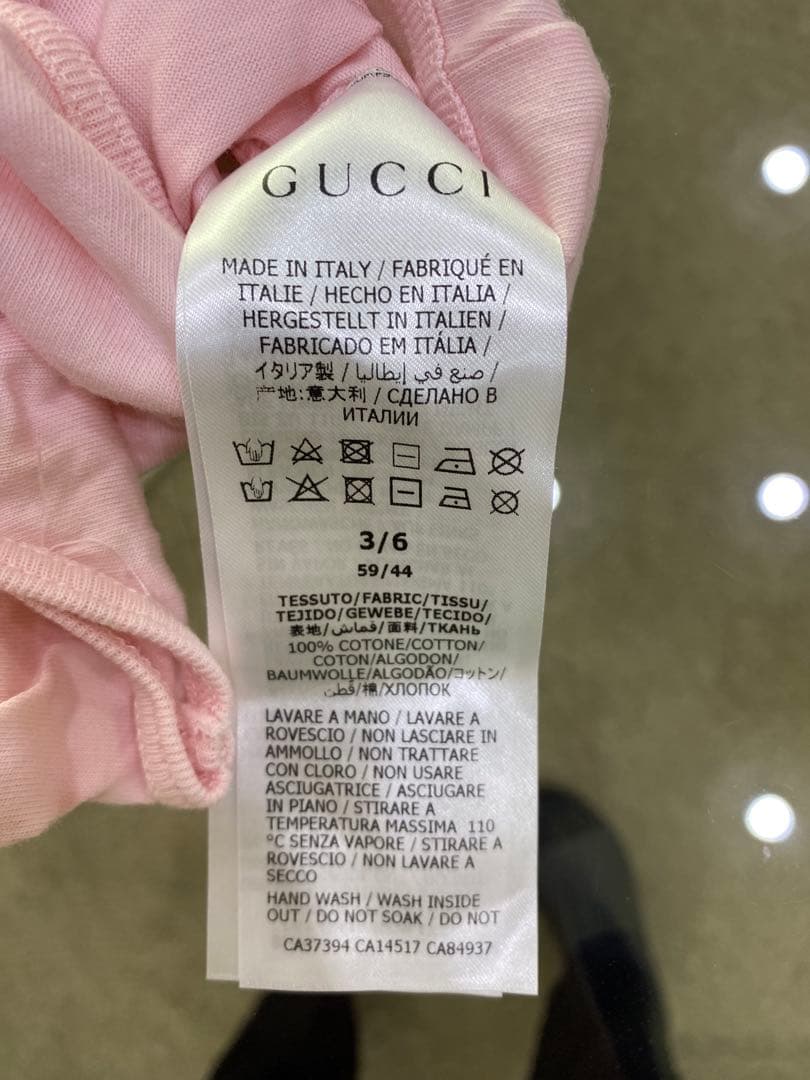 GUCCI
MADE IN ITALY / FABRIQUÉ EN
ITALIE / HECHO EN ITALIA /
HERGESTELLT IN ITALIEN /
FABRICADO EM ITÁLIA /
イタリア製 / صنع في إيطاليا /
产地:意大利 / СДЕЛАНО В
ИТАЛИИ
3/6
59/44
TESSUTO/FABRIC/TISSU/
TEJIDO/GEWEBE/TECIDO/
表地/قماش/面料/ТКАНЬ
100% COTONE/COTTON/
COTON/ALGODON/
BAUMWOLLE/ALGODÃO/コットン/
قطن/棉/ХЛОПОК
LAVARE A MANO / LAVARE A
ROVESCIO / NON LASCIARE IN
AMMOLLO / NON TRATTARE
CON CLORO / NON USARE
ASCIUGATRICE / ASCIUGARE
IN PIANO / STIRARE A
TEMPERATURA MASSIMA 110
°C SENZA VAPORE / STIRARE A
ROVESCIO / NON LAVARE A
SECCO
HAND WASH / WASH INSIDE
OUT / DO NOT SOAK / DO NOT
CA37394 CA14517 CA84937